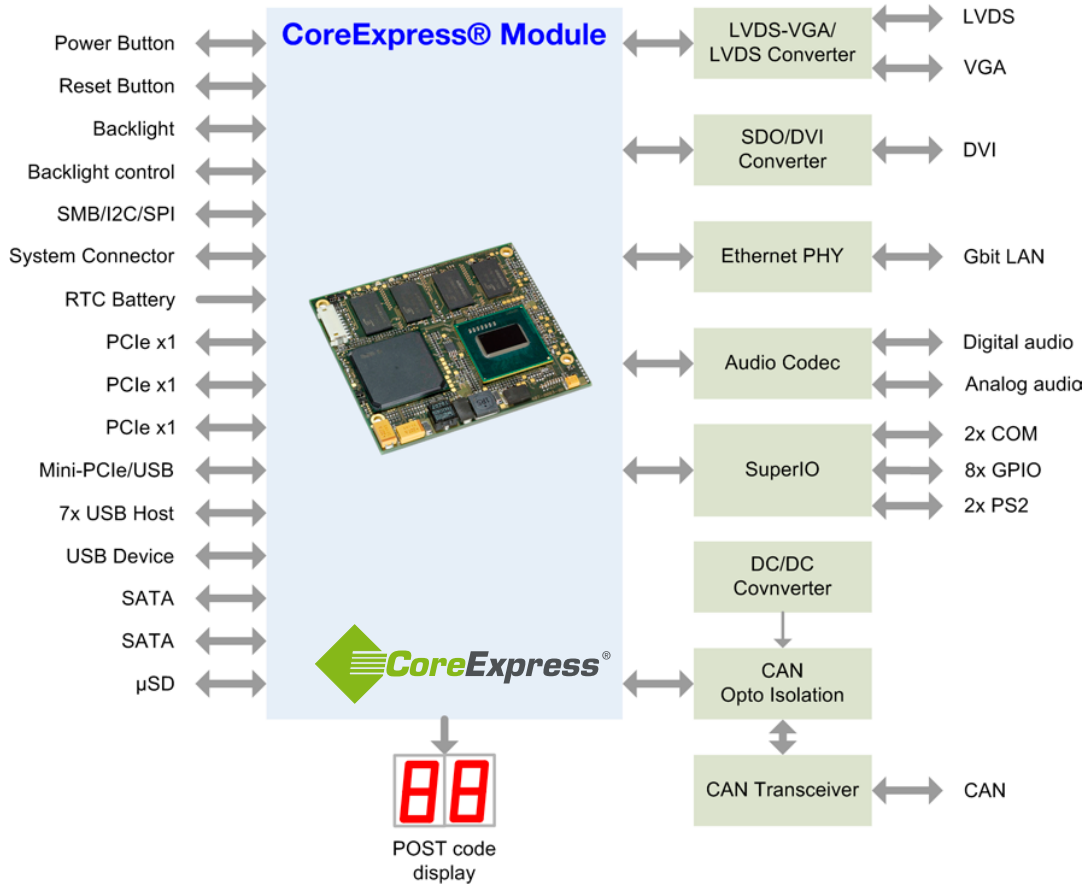 CoreExpress® Module
Power Button
Reset Button
Backlight
Backlight control
SMB/I2C/SPI
System Connector
RTC Battery
PCIe x1
PCIe x1
PCIe x1
Mini-PCIe/USB
7x USB Host
USB Device
SATA
SATA
µSD
CoreExpress®
88
POST code
display
LVDS-VGA/
LVDS Converter
LVDS
VGA
SDO/DVI
Converter
DVI
Ethernet PHY
Gbit LAN
Audio Codec
Digital audio
Analog audio
SuperIO
2x COM
8x GPIO
2x PS2
DC/DC
Covnverter
CAN
Opto Isolation
CAN Transceiver
CAN